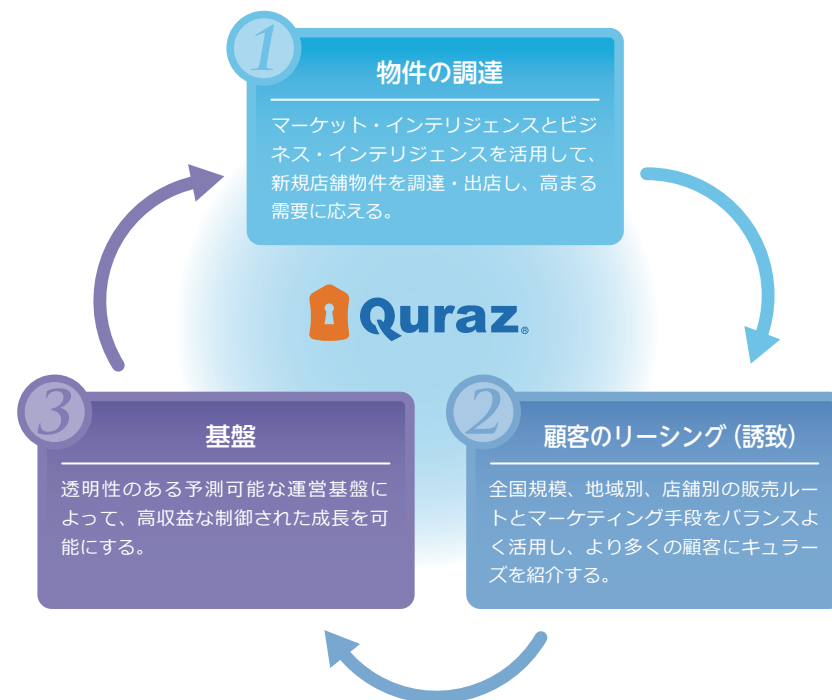 1
物件の調達
マーケット・インテリジェンスとビジ
ネス・インテリジェンスを活用して、
新規店舗物件を調達・出店し、高まる
需要に応える。
Quraz®
3
基盤
透明性のある予測可能な運営基盤に
よって、高収益な制御された成長を可
能にする。
2
顧客のリーシング（誘致）
全国規模、地域別、店舗別の販売ルー
トとマーケティング手段をバランスよ
く活用し、より多くの顧客にキュラー
ズを紹介する。